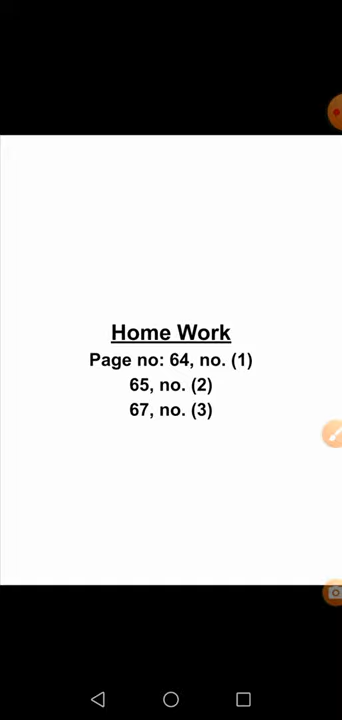 Home Work
Page no: 64, no. (1)
65, no. (2)
67, no. (3)